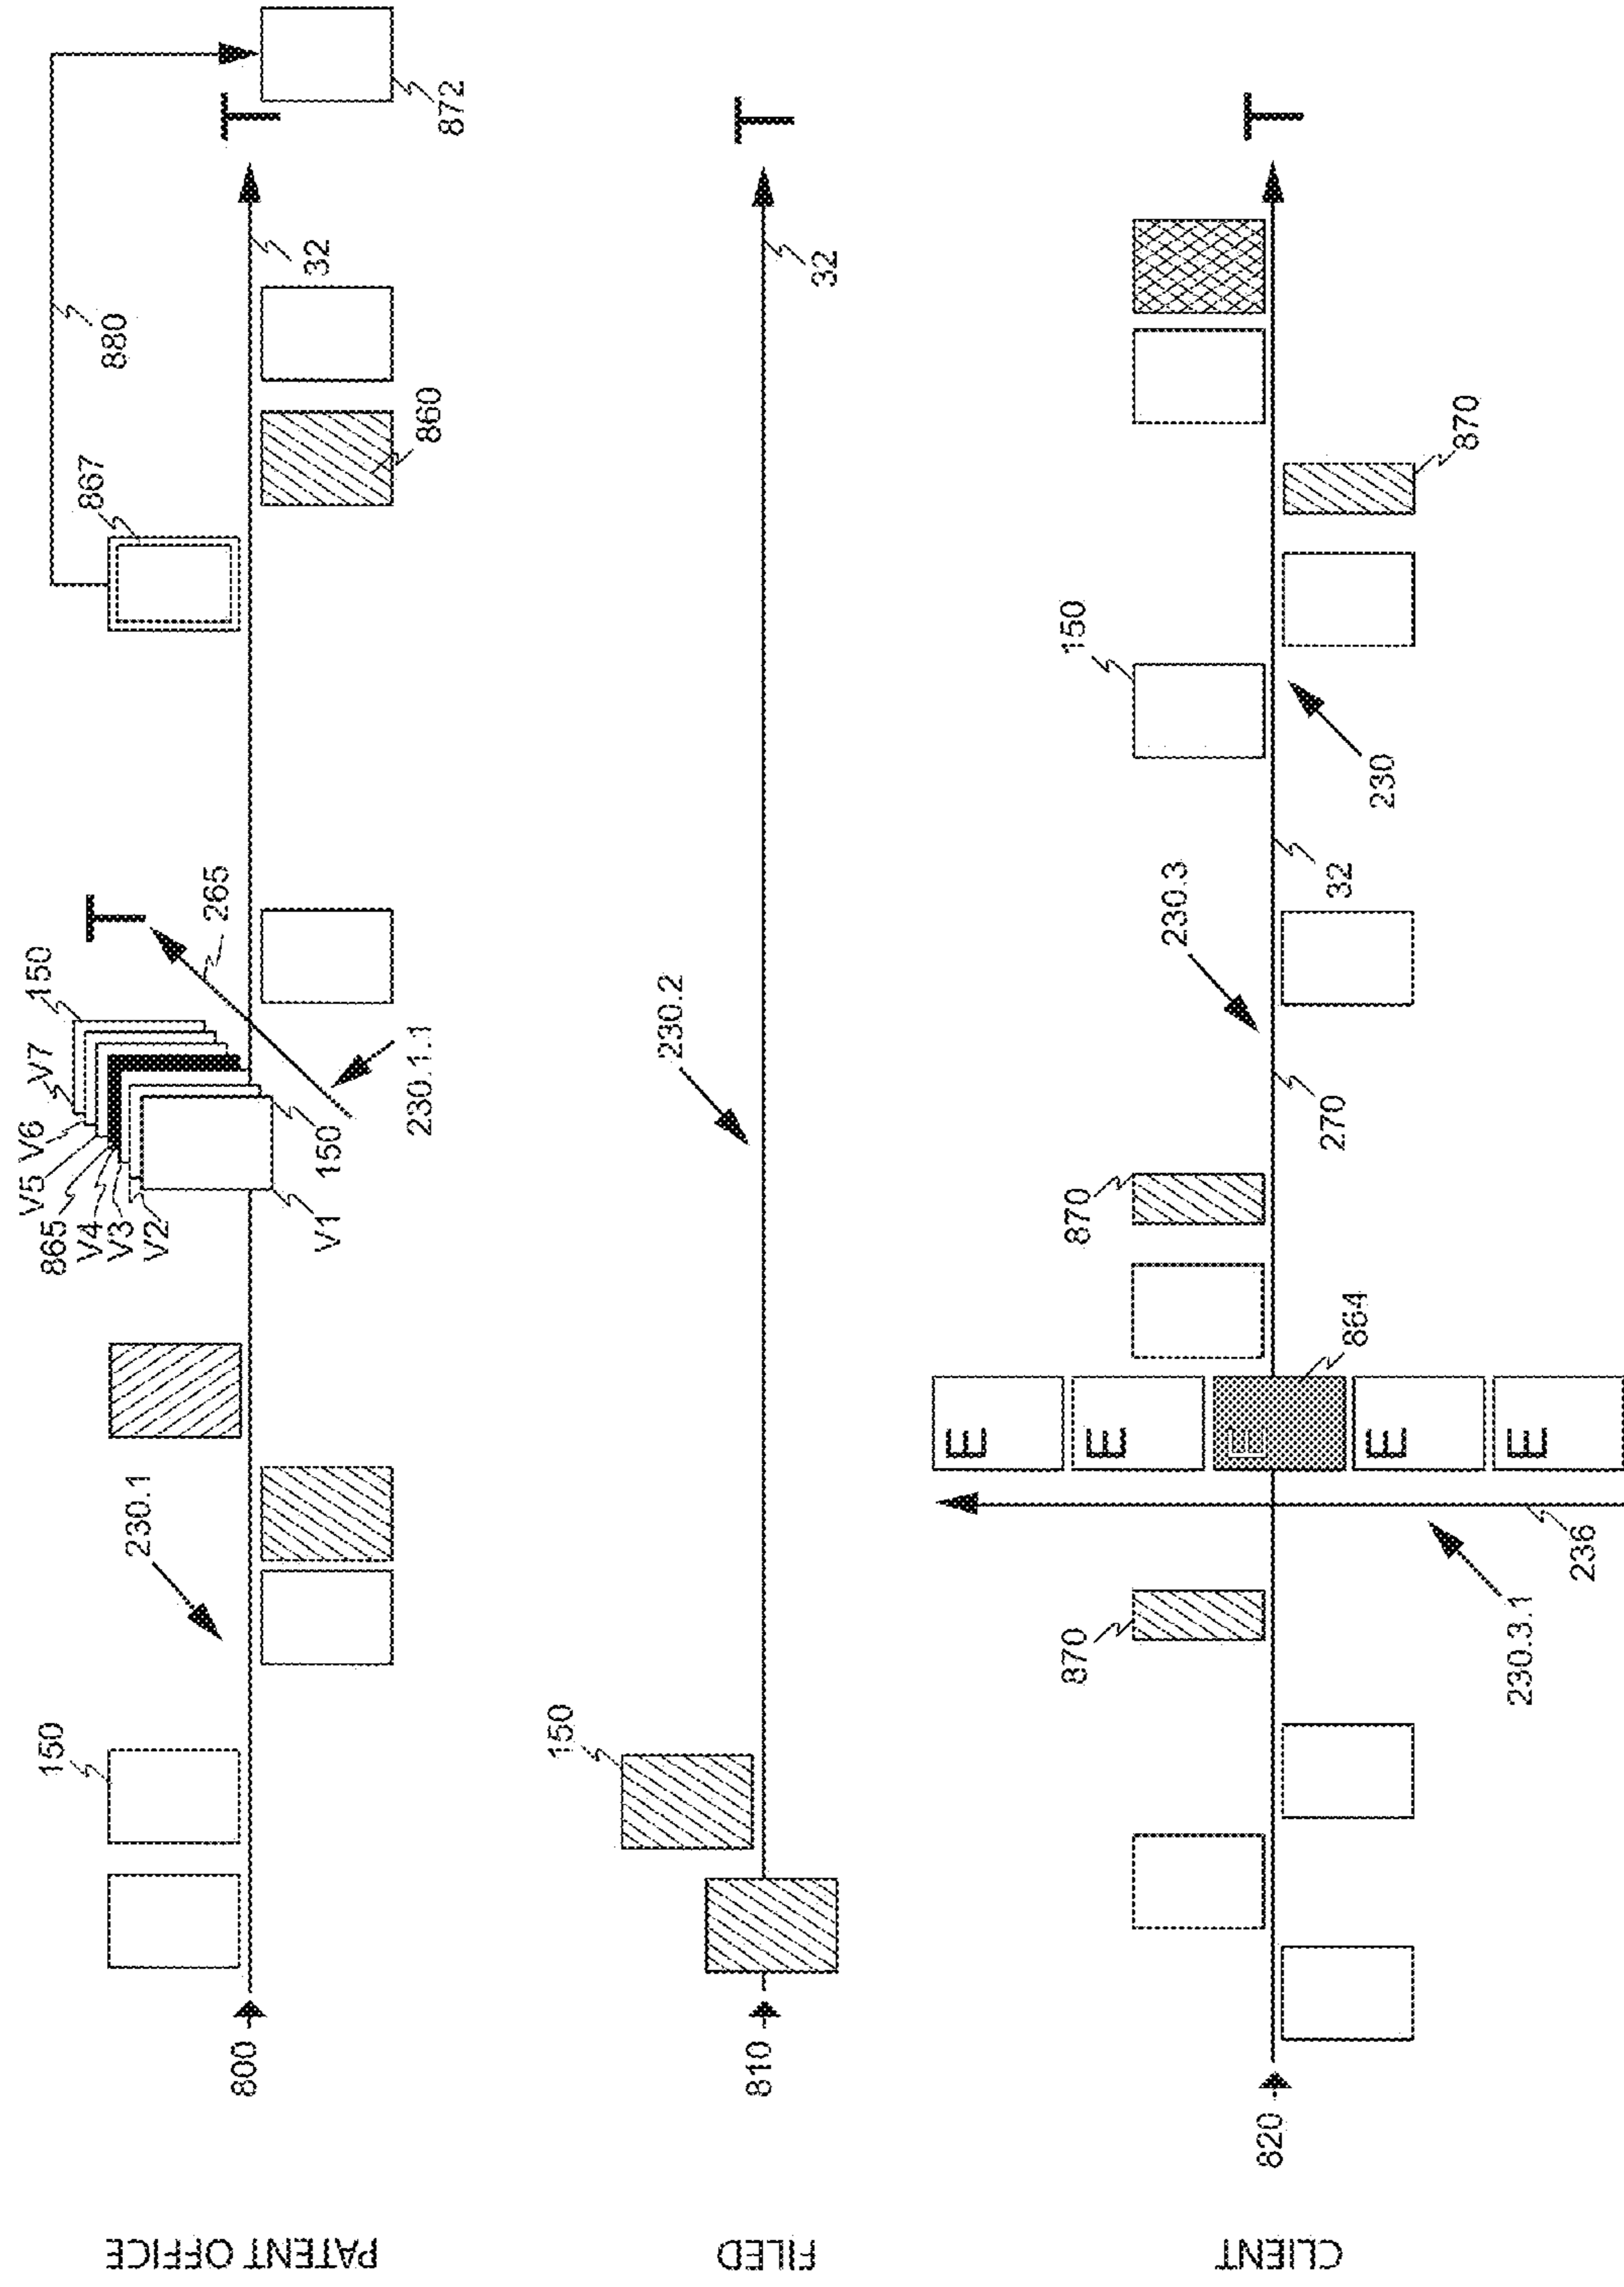 PATENT OFFICE
800
150
230.1
865
V4
V3
V2
V5
V6
V7
150
V1
150
230.1.1
265
T
867
860
880
32
T
872
FILED
810
150
230.2
32
T
CLIENT
820
870
230.3.1
236
E
E
E
E
E
864
870
270
230.3
32
230
150
870
T